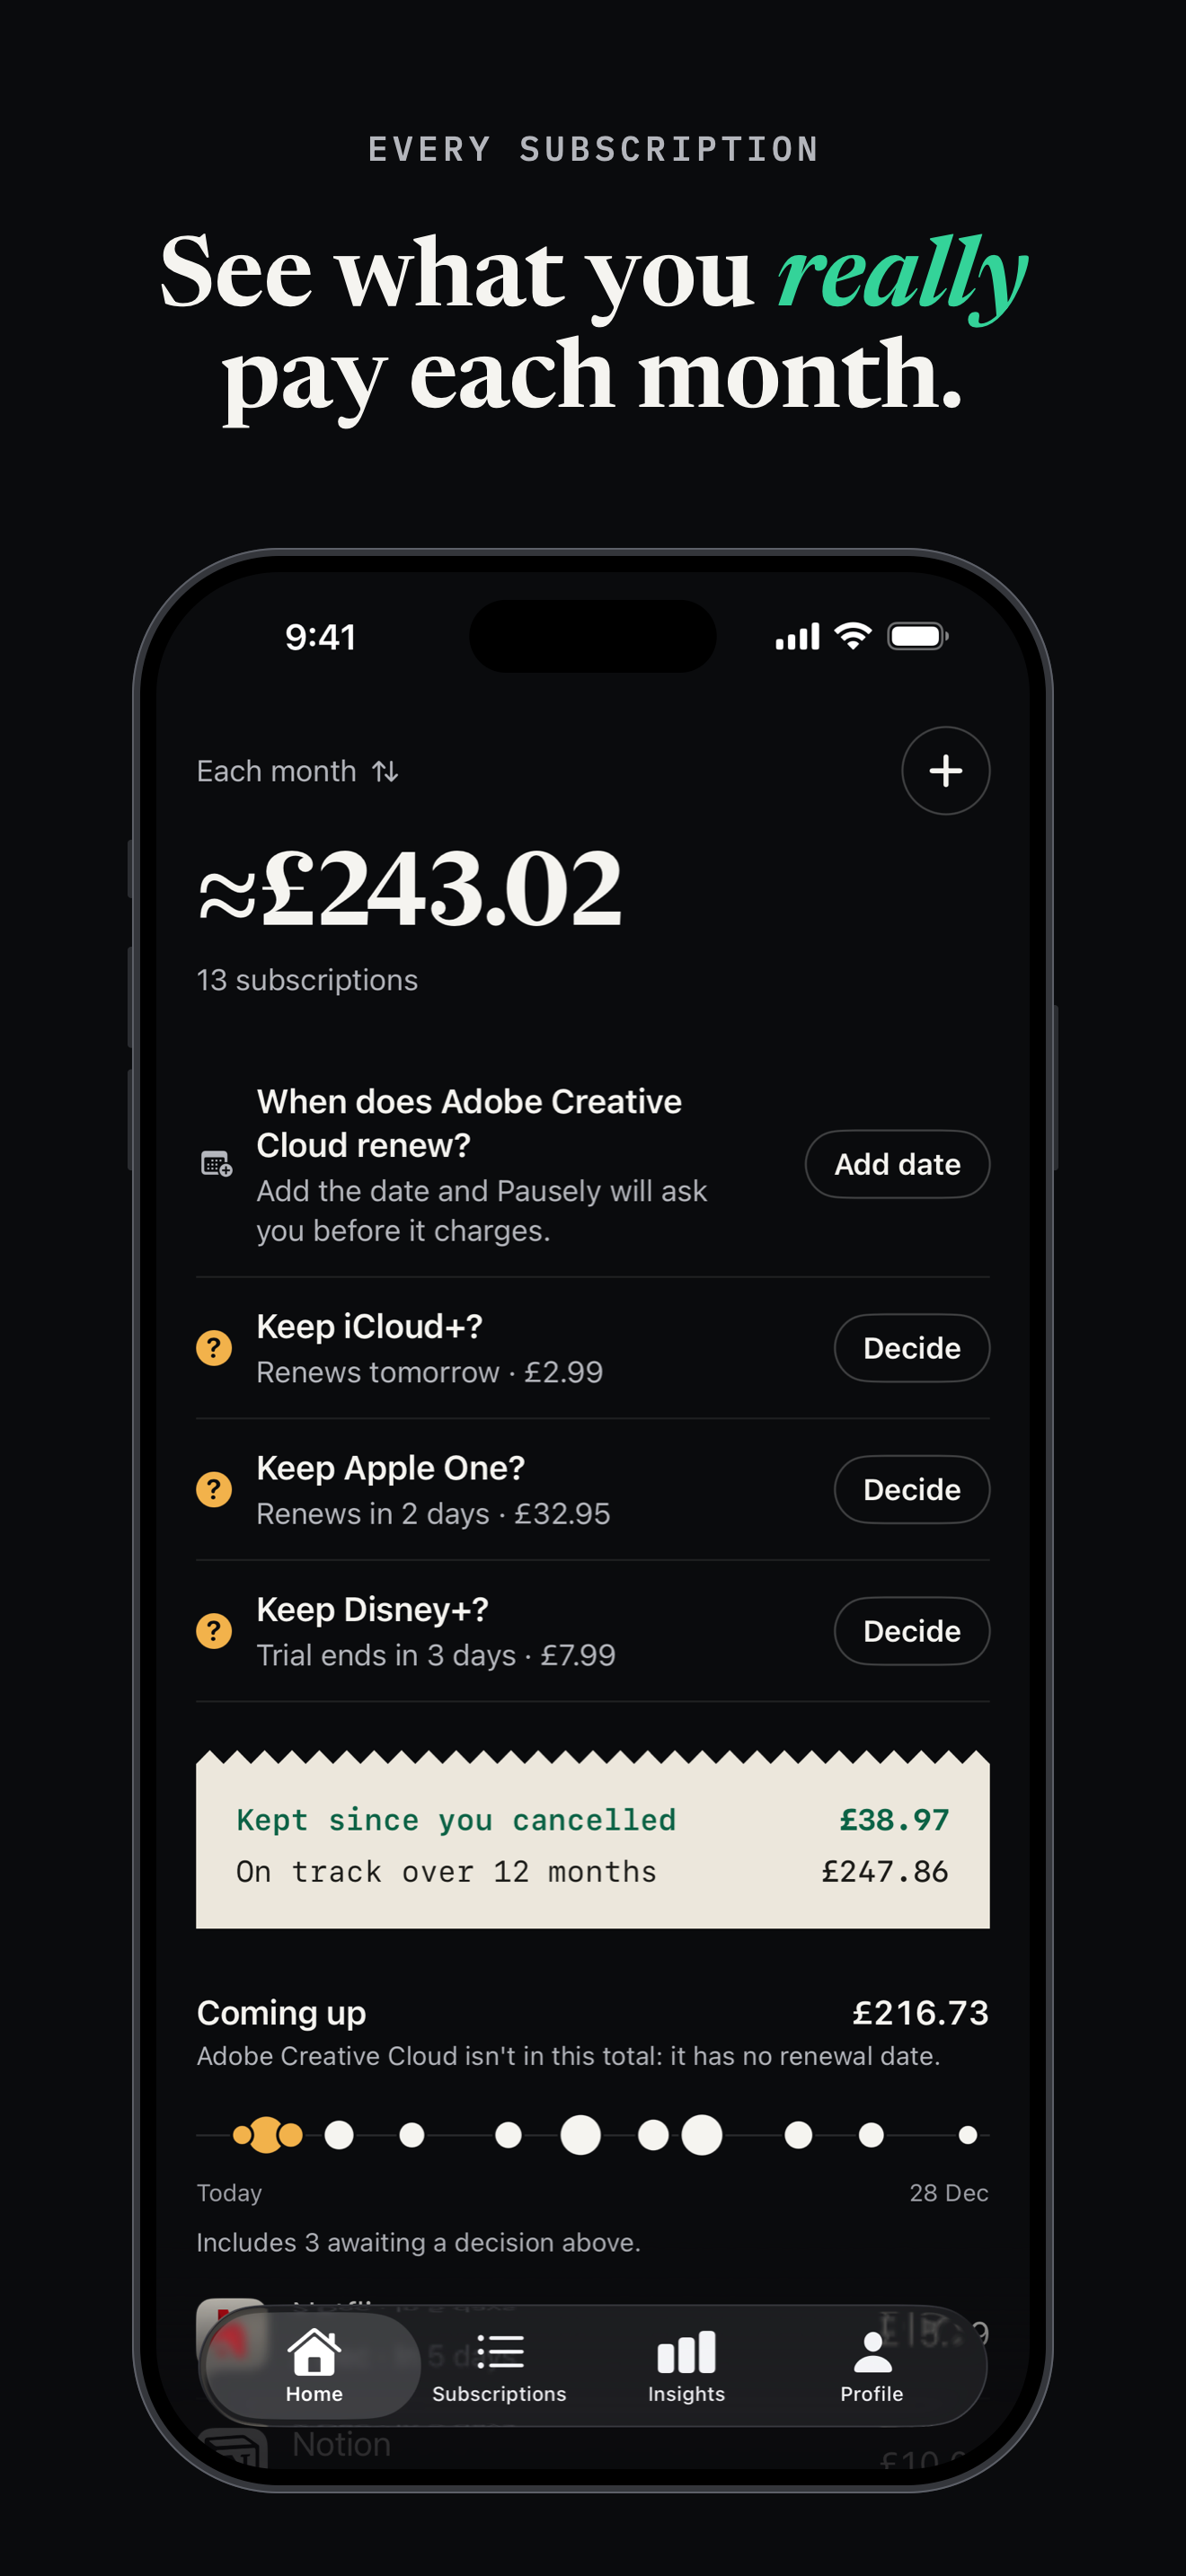 EVERY SUBSCRIPTION
See what you really
pay each month.
9:41
Each month
≈£243.02
13 subscriptions
When does Adobe Creative
Cloud renew?
Add date
Add the date and Pausely will ask
you before it charges.
Keep iCloud+?
Renews tomorrow · £2.99
Decide
Keep Apple One?
Renews in 2 days · £32.95
Decide
Keep Disney+?
Trial ends in 3 days · £7.99
Decide
Kept since you cancelled £38.97
On track over 12 months £247.86
Coming up £216.73
Adobe Creative Cloud isn't in this total: it has no renewal date.
Today 28 Dec
Includes 3 awaiting a decision above.
Home Subscriptions Insights Profile
Notion